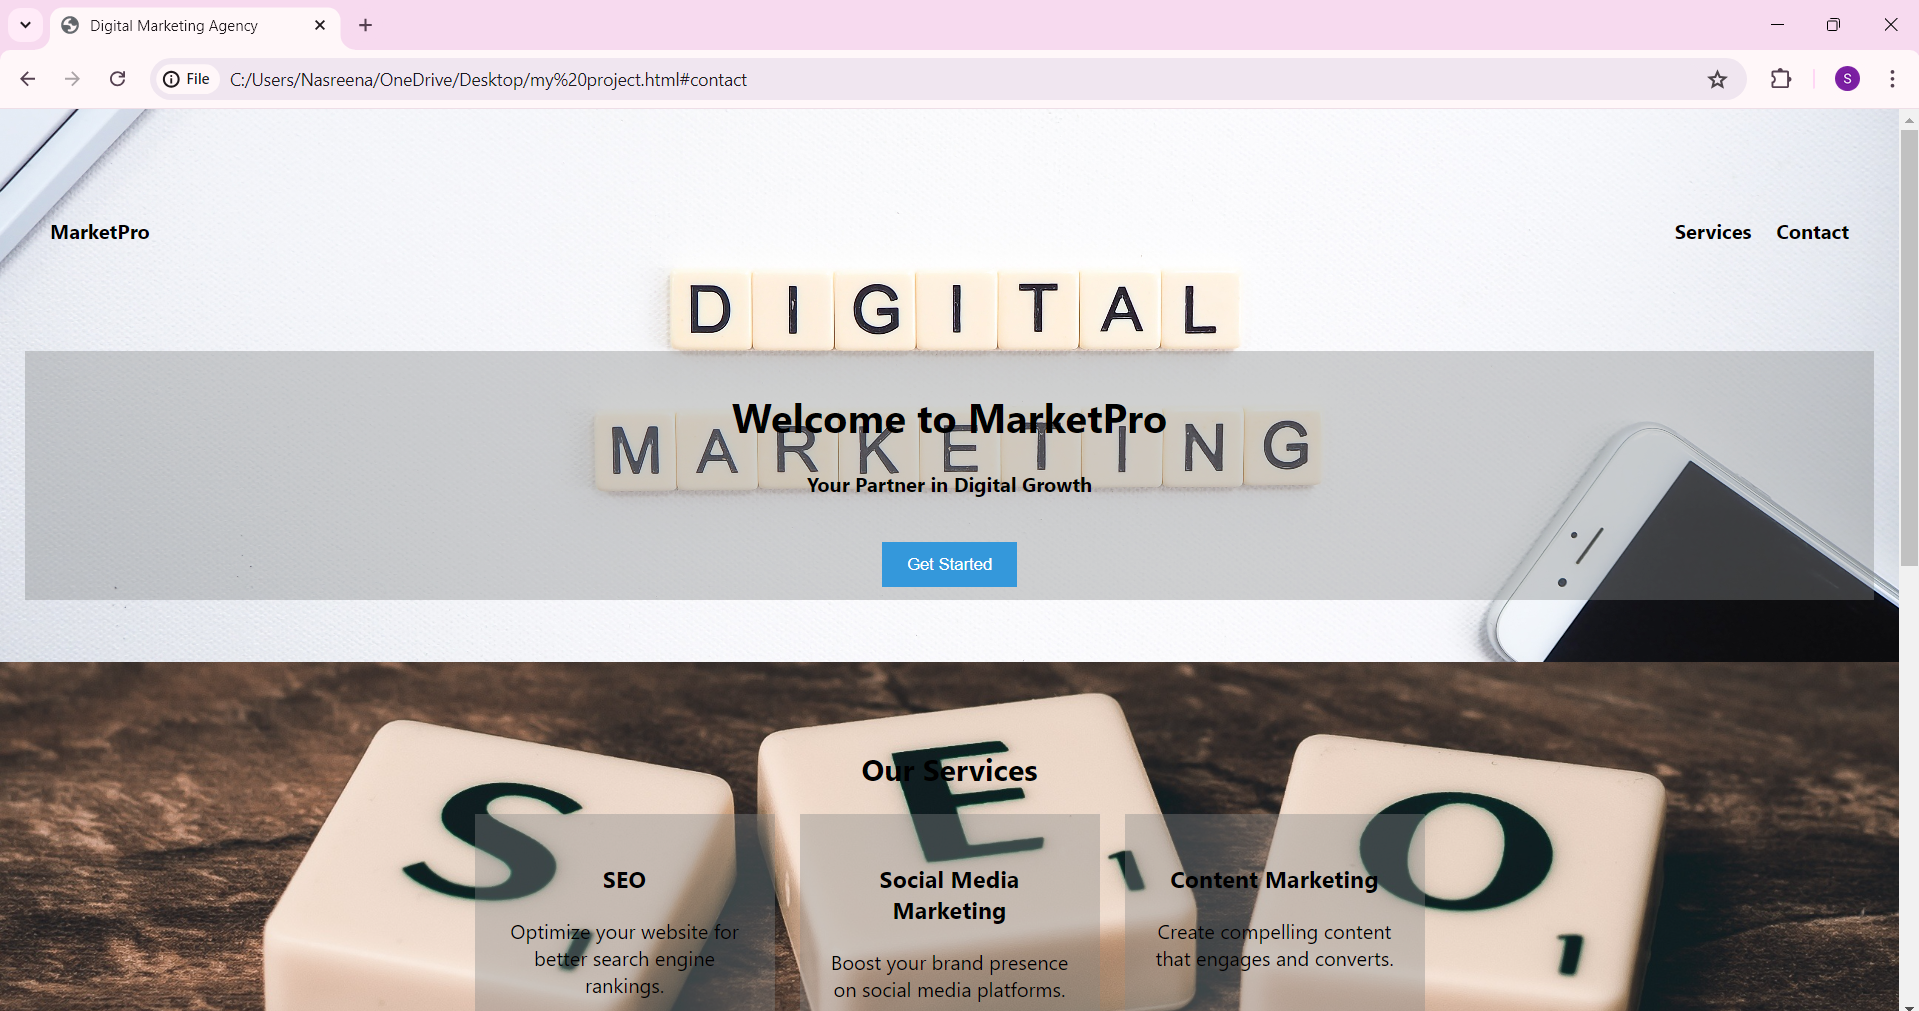 Digital Marketing Agency
File
C:/Users/Nasreena/OneDrive/Desktop/my%20project.html#contact
S
MarketPro
Services Contact
DIGITAL
MARKETING
Welcome to MarketPro
Your Partner in Digital Growth
Get Started
S E O
1 1 1
Our Services
SEO
Optimize your website for
better search engine
rankings.
Social Media
Marketing
Boost your brand presence
on social media platforms.
Content Marketing
Create compelling content
that engages and converts.